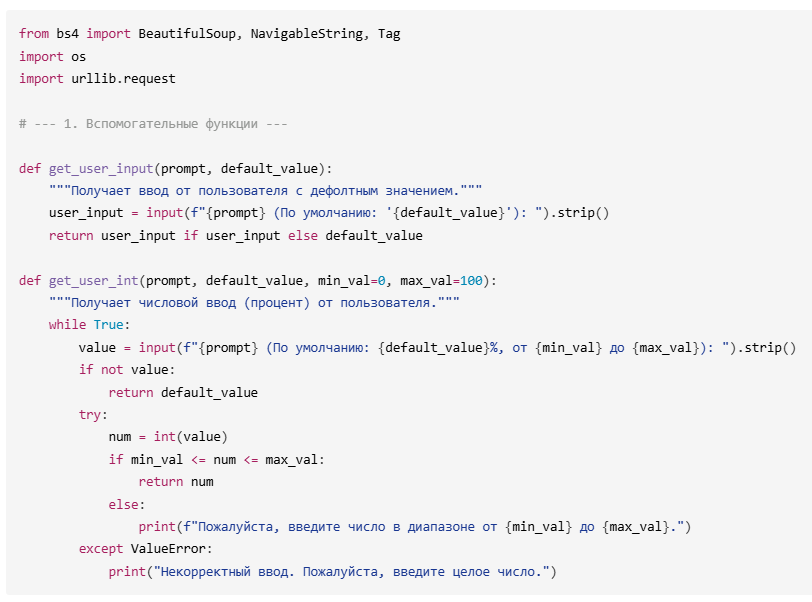 from bs4 import BeautifulSoup, NavigableString, Tag
import os
import urllib.request
# --- 1. Вспомогательные функции ---
def get_user_input(prompt, default_value):
    """Получает ввод от пользователя с дефолтным значением."""
    user_input = input(f"{prompt} (По умолчанию: '{default_value}'): ").strip()
    return user_input if user_input else default_value
def get_user_int(prompt, default_value, min_val=0, max_val=100):
    """Получает числовой ввод (процент) от пользователя."""
    while True:
        value = input(f"{prompt} (По умолчанию: {default_value}%, от {min_val} до {max_val}): ").strip()
        if not value:
            return default_value
        try:
            num = int(value)
            if min_val <= num <= max_val:
                return num
            else:
                print(f"Пожалуйста, введите число в диапазоне от {min_val} до {max_val}.")
        except ValueError:
            print("Некорректный ввод. Пожалуйста, введите целое число.")